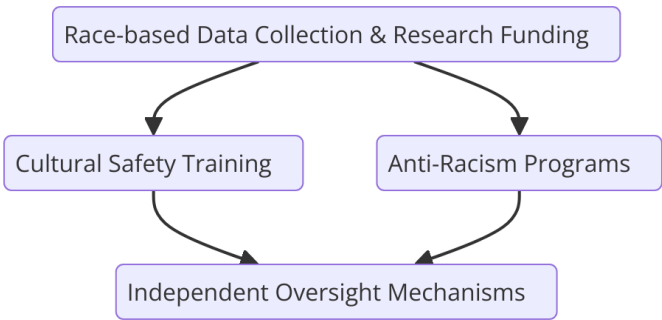 Race-based Data Collection & Research Funding
Cultural Safety Training
Anti-Racism Programs
Independent Oversight Mechanisms